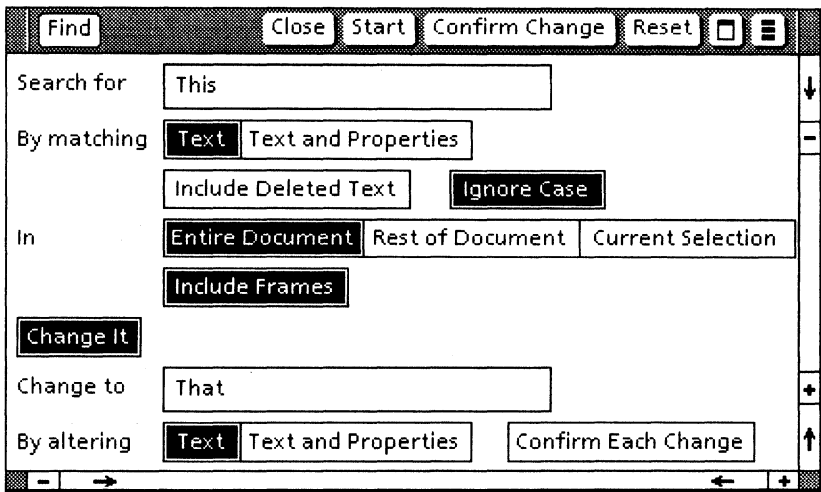 Find Close Start Confirm Change Reset
Search for This
By matching Text Text and Properties
Include Deleted Text Ignore Case
In Entire Document Rest of Document Current Selection
Include Frames
Change It
Change to That
By altering Text Text and Properties Confirm Each Change